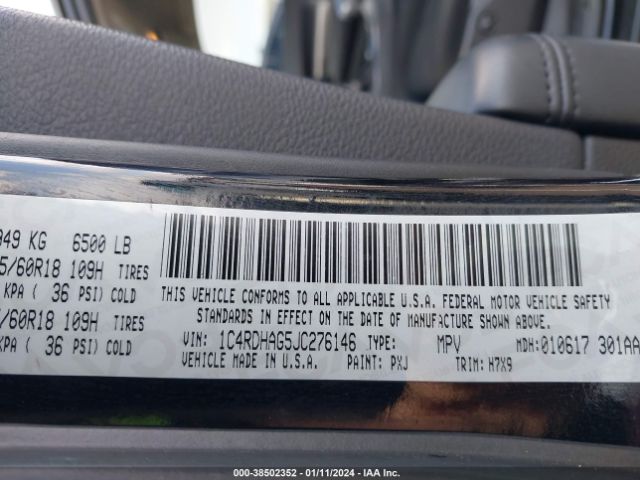 949 KG 6500 LB
5/60R18 109H TIRES
KPA ( 36 PSI) COLD
/60R18 109H TIRES
KPA ( 36 PSI) COLD
THIS VEHICLE CONFORMS TO ALL APPLICABLE U.S.A. FEDERAL MOTOR VEHICLE SAFETY
STANDARDS IN EFFECT ON THE DATE OF MANUFACTURE SHOWN ABOVE.
VIN: 1C4RDHAG5JC276146 TYPE: MPV MDH: 010617 301AA
VEHICLE MADE IN U.S.A. PAINT: PXJ TRIM: H7X9
000-38502352 - 01/11/2024 - IAA Inc.